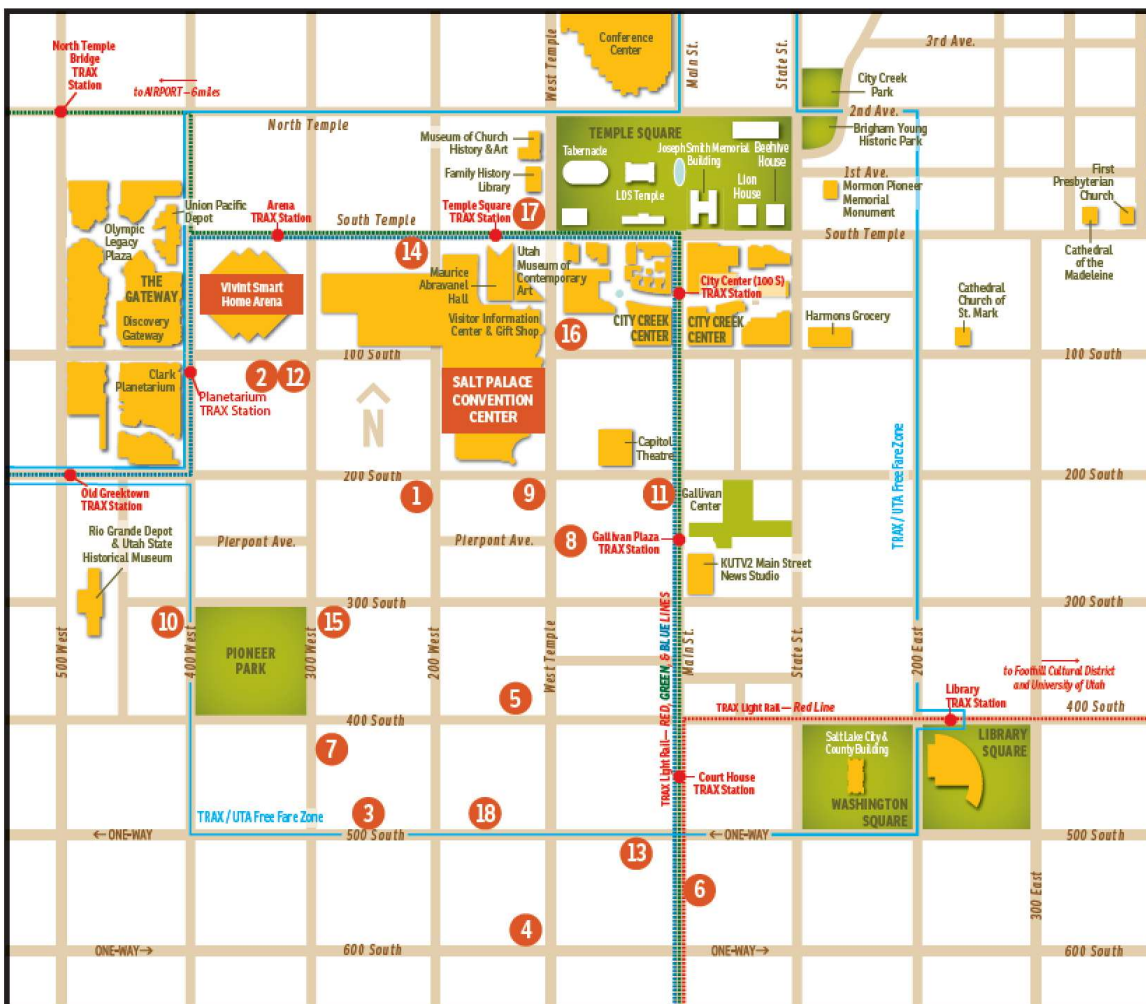 Conference
Center
West Temple
Main St.
State St.
3rd Ave.
City Creek
Park
2nd Ave.
Brigham Young
Historic Park
1st Ave.
North Temple
Bridge
TRAX
Station
to AIRPORT – 6 miles
North Temple
Museum of Church
History & Art
Family History
Library
TEMPLE SQUARE
Tabernacle
LDS Temple
Joseph Smith Memorial
Building
Beehive
House
Lion
House
Mormon Pioneer
Memorial
Monument
First
Presbyterian
Church
Cathedral
of the
Madeleine
Union Pacific
Depot
Olympic
Legacy
Plaza
THE
GATEWAY
Discovery
Gateway
Arena
TRAX Station
South Temple
Temple Square
TRAX Station
17
14
South Temple
Vivint Smart
Home Arena
Maurice
Abravanel
Hall
Utah
Museum of
Contemporary
Art
Visitor Information
Center & Gift Shop
16
CITY CREEK
CENTER
City Center (100 S)
TRAX Station
CITY CREEK
CENTER
Harmons Grocery
Cathedral
Church of
St. Mark
100 South
100 South
Clark
Planetarium
Planetarium
TRAX Station
2
12
N
SALT PALACE
CONVENTION
CENTER
Capitol
Theatre
200 South
200 South
Old Greektown
TRAX Station
1
9
11
Gallivan
Center
TRAX / UTA Free Fare Zone
Rio Grande Depot
& Utah State
Historical Museum
Pierpont Ave.
Pierpont Ave.
8
Gallivan Plaza
TRAX Station
KUTV2 Main Street
News Studio
300 South
300 South
10
15
500 West
400 West
300 West
200 West
West Temple
Main St.
State St.
200 East
PIONEER
PARK
TRAX Light Rail — RED, GREEN, & BLUE LINES
5
to Foothill Cultural District
and University of Utah
Library
TRAX Station
400 South
400 South
TRAX Light Rail — Red Line
7
Salt Lake City &
County Building
LIBRARY
SQUARE
Court House
TRAX Station
WASHINGTON
SQUARE
TRAX / UTA Free Fare Zone
3
18
← ONE-WAY
500 South
← ONE-WAY
500 South
13
6
300 East
4
ONE-WAY →
600 South
ONE-WAY →
600 South